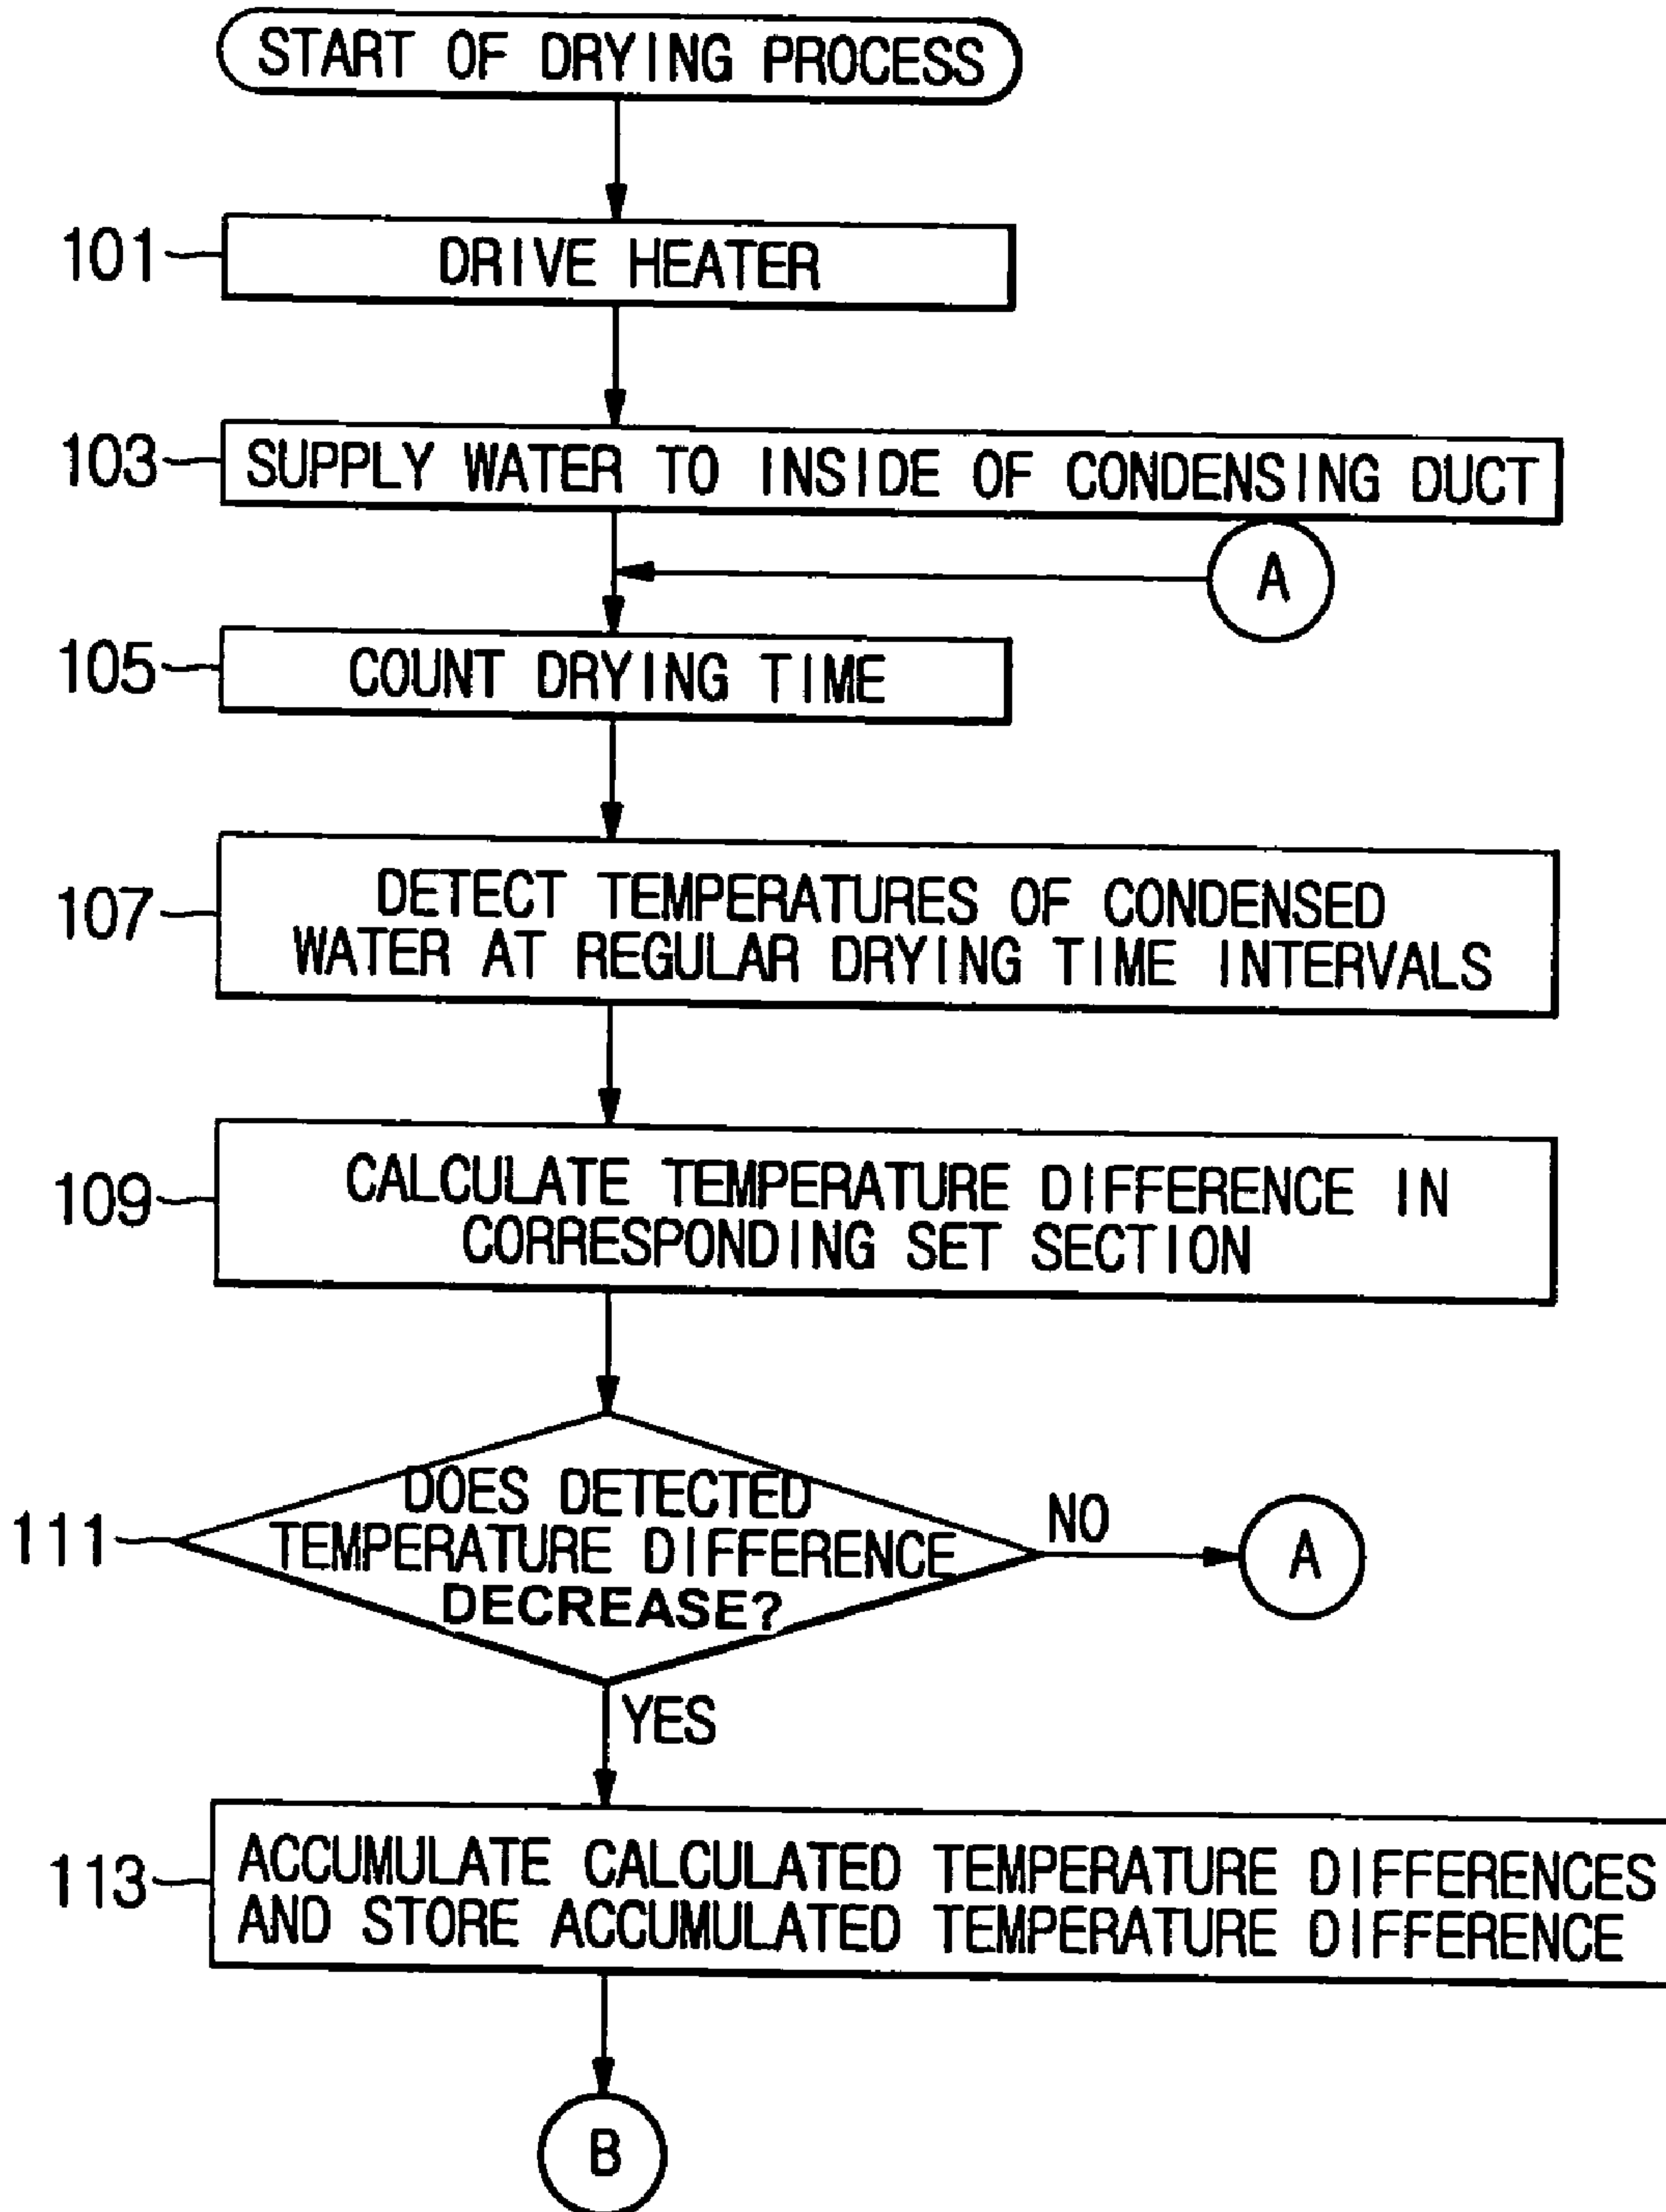 START OF DRYING PROCESS
101
DRIVE HEATER
103
SUPPLY WATER TO INSIDE OF CONDENSING DUCT
A
105
COUNT DRYING TIME
107
DETECT TEMPERATURES OF CONDENSED
WATER AT REGULAR DRYING TIME INTERVALS
109
CALCULATE TEMPERATURE DIFFERENCE IN
CORRESPONDING SET SECTION
111
DOES DETECTED
TEMPERATURE DIFFERENCE
DECREASE?
NO
A
YES
113
ACCUMULATE CALCULATED TEMPERATURE DIFFERENCES
AND STORE ACCUMULATED TEMPERATURE DIFFERENCE
B